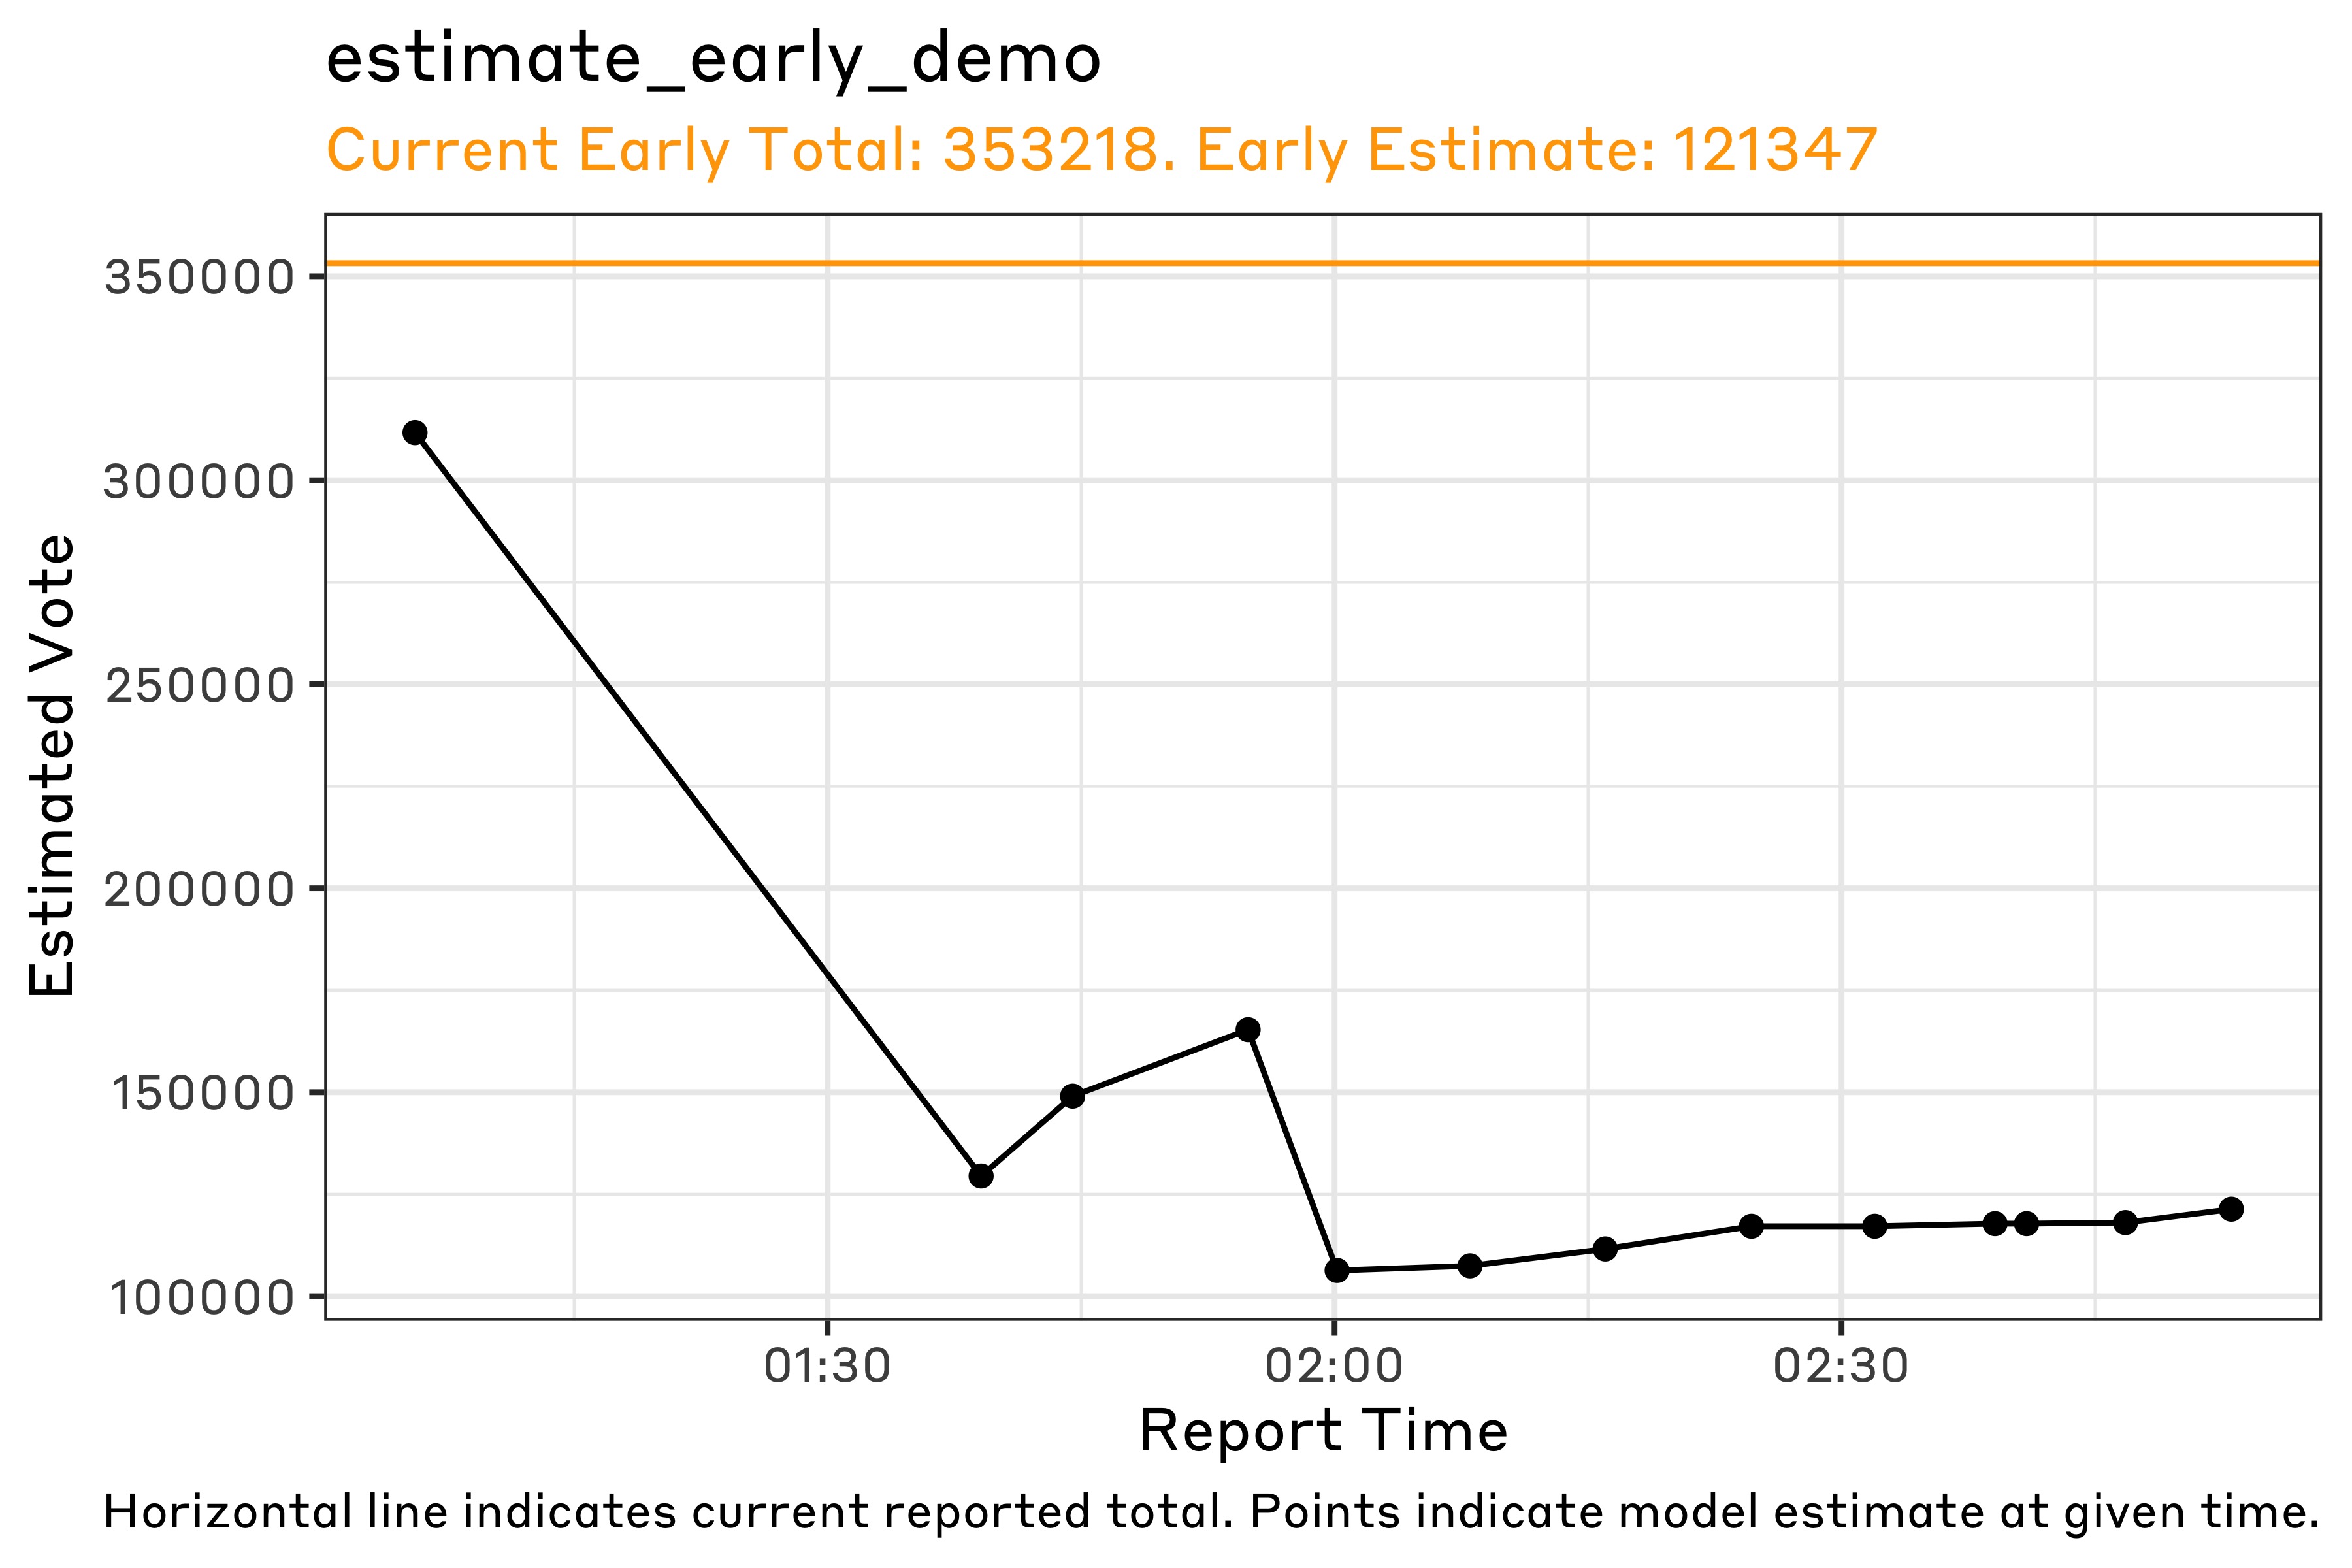 estimate_early_demo
Current Early Total: 353218. Early Estimate: 121347
Estimated Vote
350000
300000
250000
200000
150000
100000
01:30 02:00 02:30
Report Time
Horizontal line indicates current reported total. Points indicate model estimate at given time.